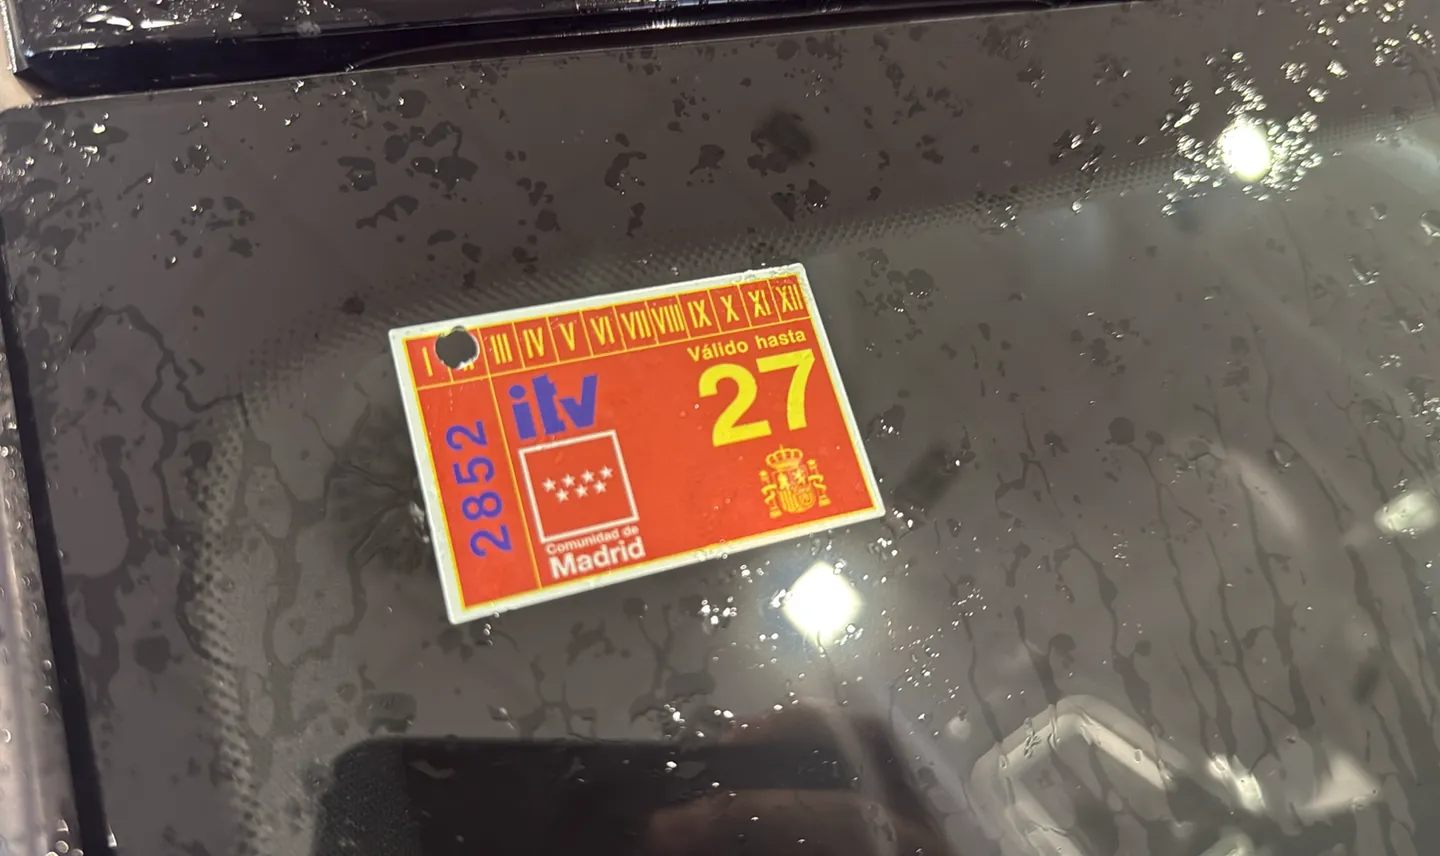 I III IV V VI VII VIII IX X XI XII
Válido hasta
27
itv
2852
Comunidad de
Madrid